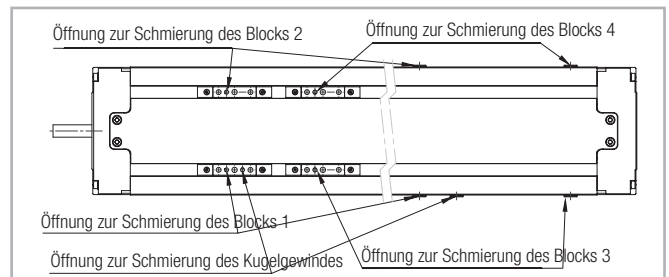 Öffnung zur Schmierung des Blocks 2
Öffnung zur Schmierung des Blocks 4
Öffnung zur Schmierung des Blocks 1
Öffnung zur Schmierung des Kugelgewindes
Öffnung zur Schmierung des Blocks 3